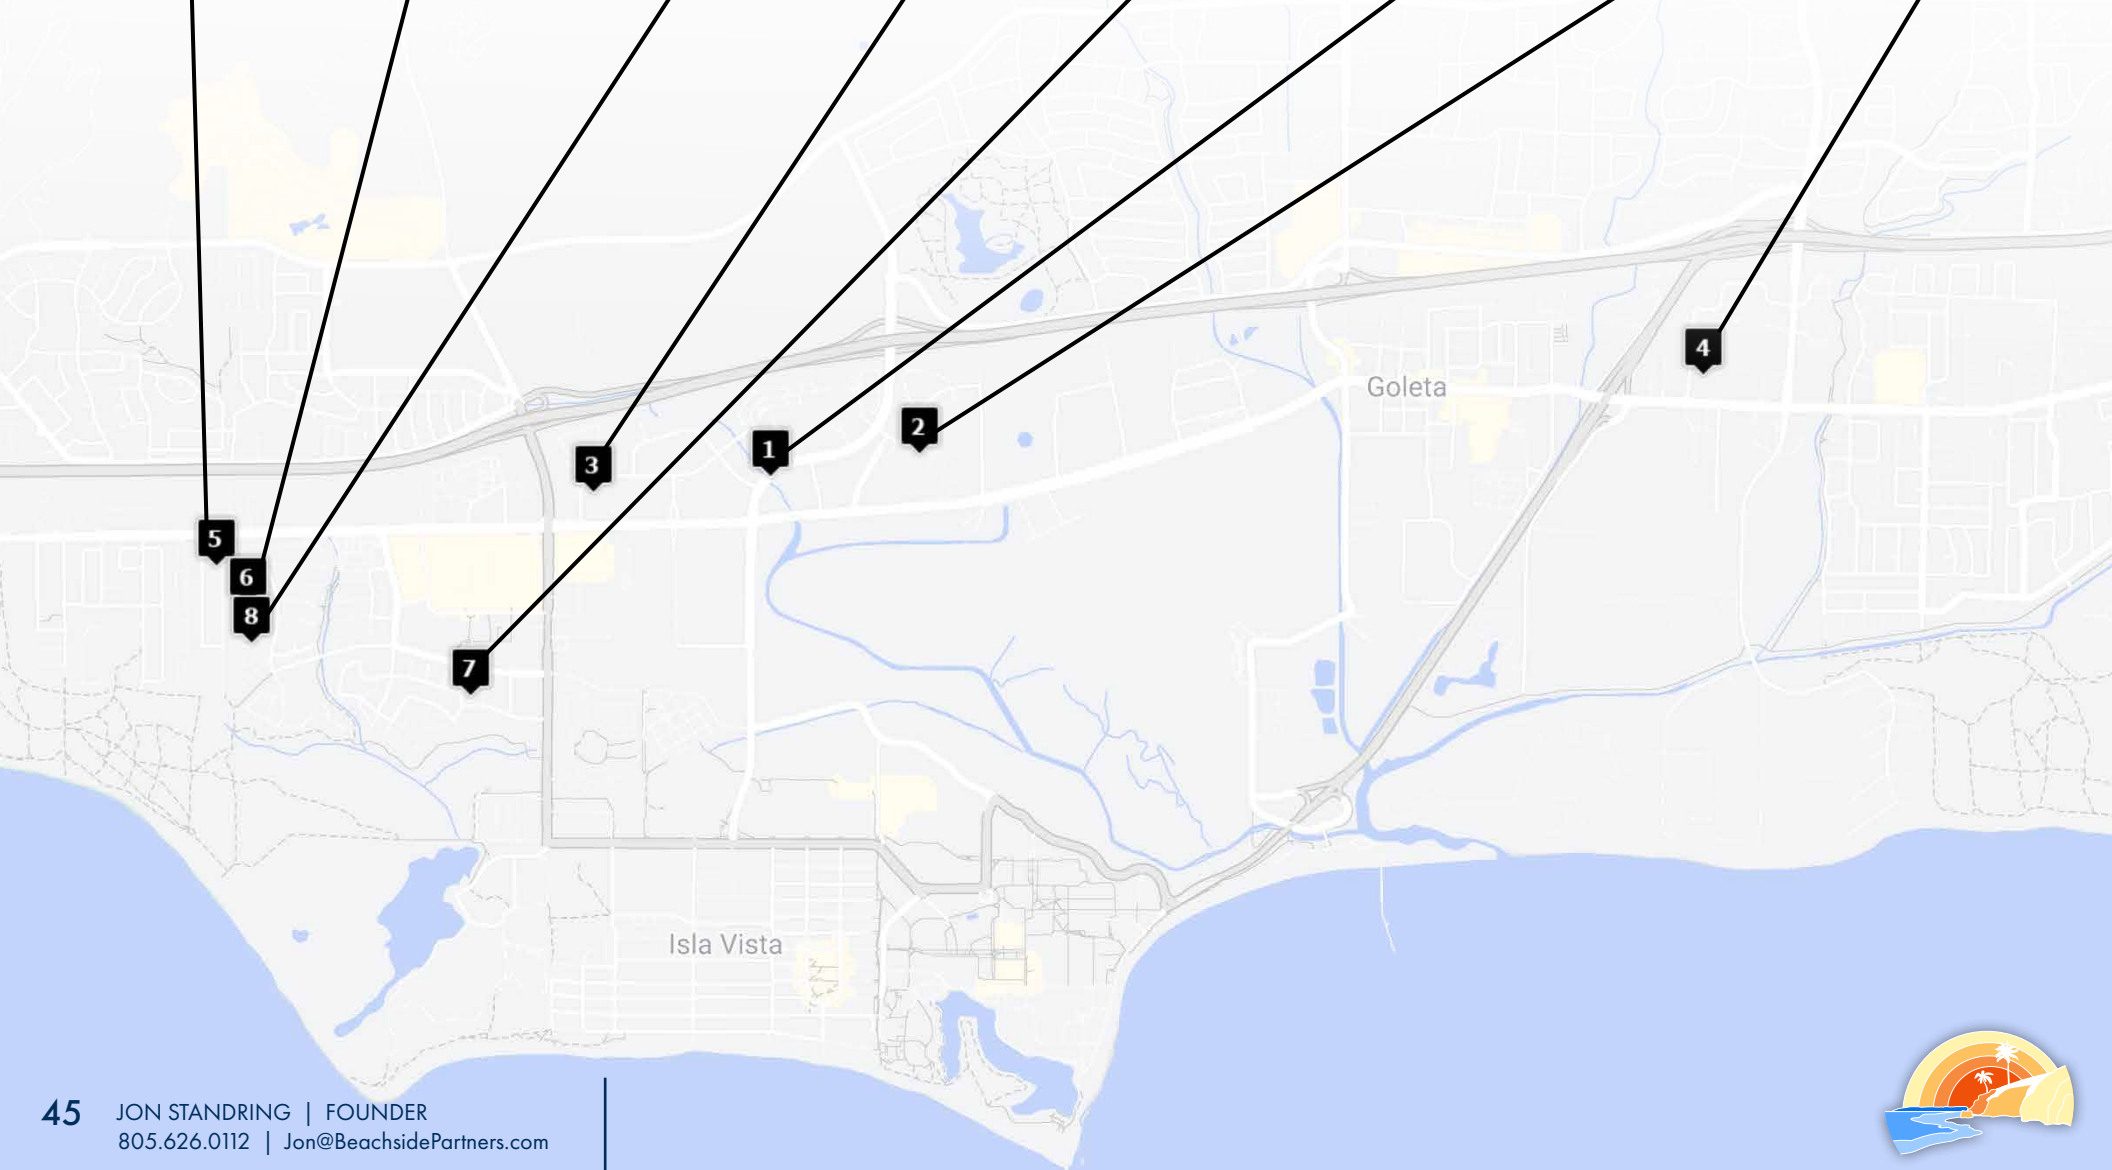 4
Goleta
2
1
3
5
6
8
7
Isla Vista
45
JON STANDRING | FOUNDER
805.626.0112 | Jon@BeachsidePartners.com